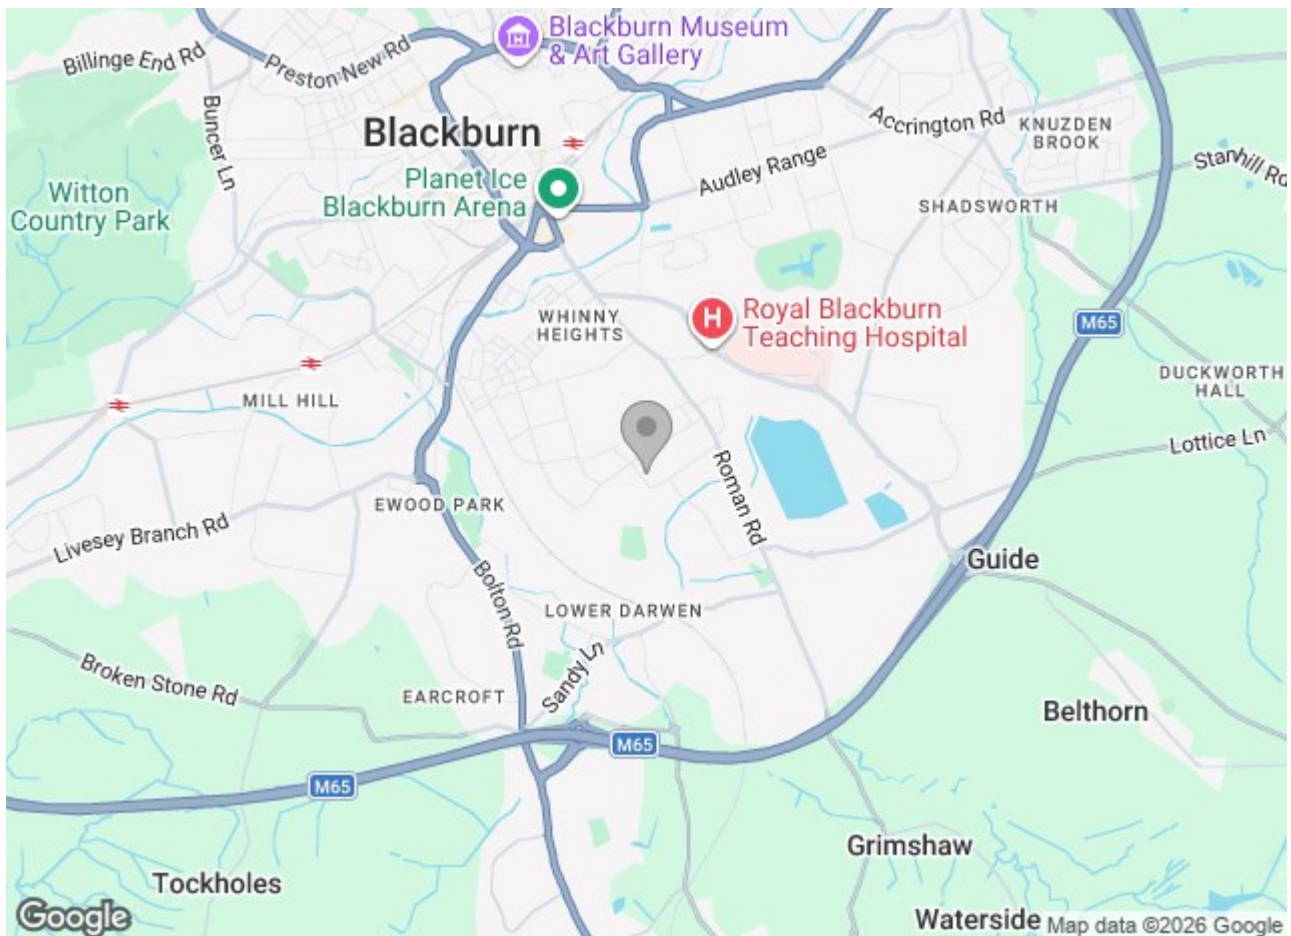 Blackburn Museum
& Art Gallery
Billinge End Rd
Preston New Rd
Buncer Ln
Blackburn
Accrington Rd
KNUZDEN
BROOK
Audley Range
Stanhill Rd
Planet Ice
Blackburn Arena
Witton
Country Park
SHADSWORTH
WHINNY
HEIGHTS
H
Royal Blackburn
Teaching Hospital
M65
MILL HILL
DUCKWORTH
HALL
Lottice Ln
Roman Rd
EWOOD PARK
Livesey Branch Rd
Bolton Rd
Guide
LOWER DARWEN
Broken Stone Rd
EARCROFT
Sandy Ln
Belthorn
M65
M65
Grimshaw
Tockholes
Waterside
Google
Map data ©2026 Google